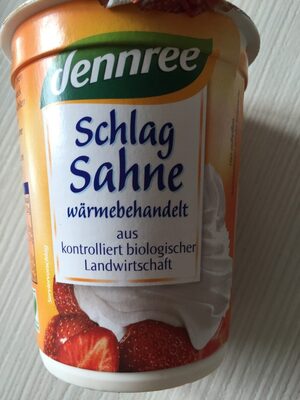 dennree
Schlag
Sahne
wärmebehandelt
aus
kontrolliert biologischer
Landwirtschaft